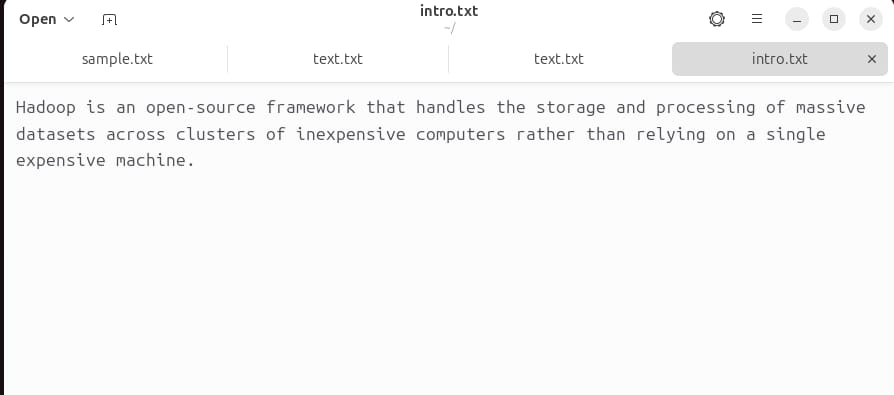 Open
intro.txt
~/
sample.txt
text.txt
text.txt
intro.txt
Hadoop is an open-source framework that handles the storage and processing of massive
datasets across clusters of inexpensive computers rather than relying on a single
expensive machine.